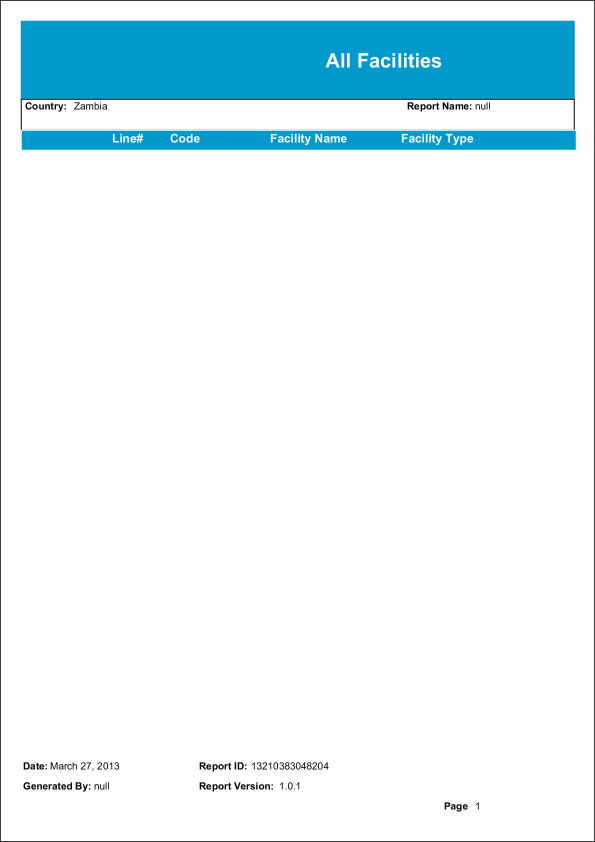 All Facilities
Country: Zambia Report Name: null
Line# Code Facility Name Facility Type
Date: March 27, 2013 Report ID: 13210383048204
Generated By: null Report Version: 1.0.1
Page 1